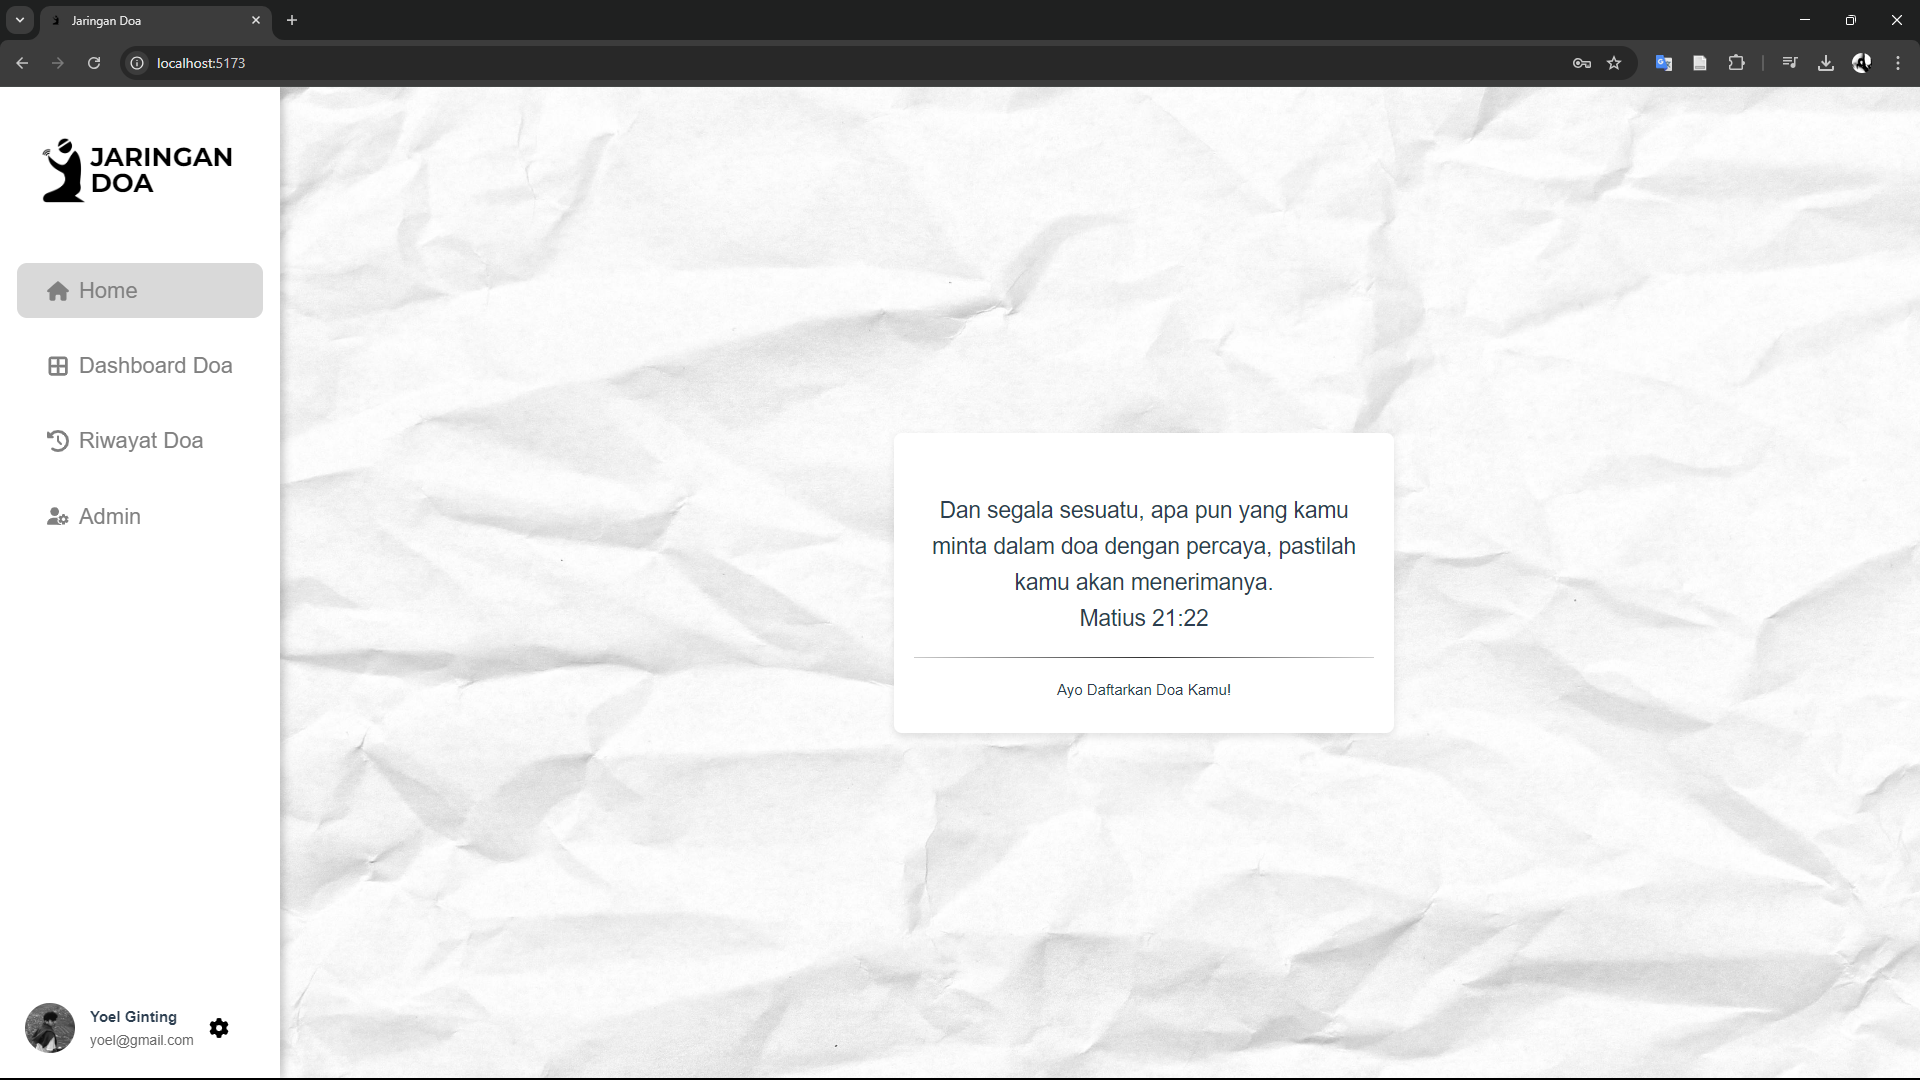 Jaringan Doa
localhost:5173
JARINGAN
DOA
Home
Dashboard Doa
Riwayat Doa
Admin
Dan segala sesuatu, apa pun yang kamu
minta dalam doa dengan percaya, pastilah
kamu akan menerimanya.
Matius 21:22
Ayo Daftarkan Doa Kamu!
Yoel Ginting
yoel@gmail.com